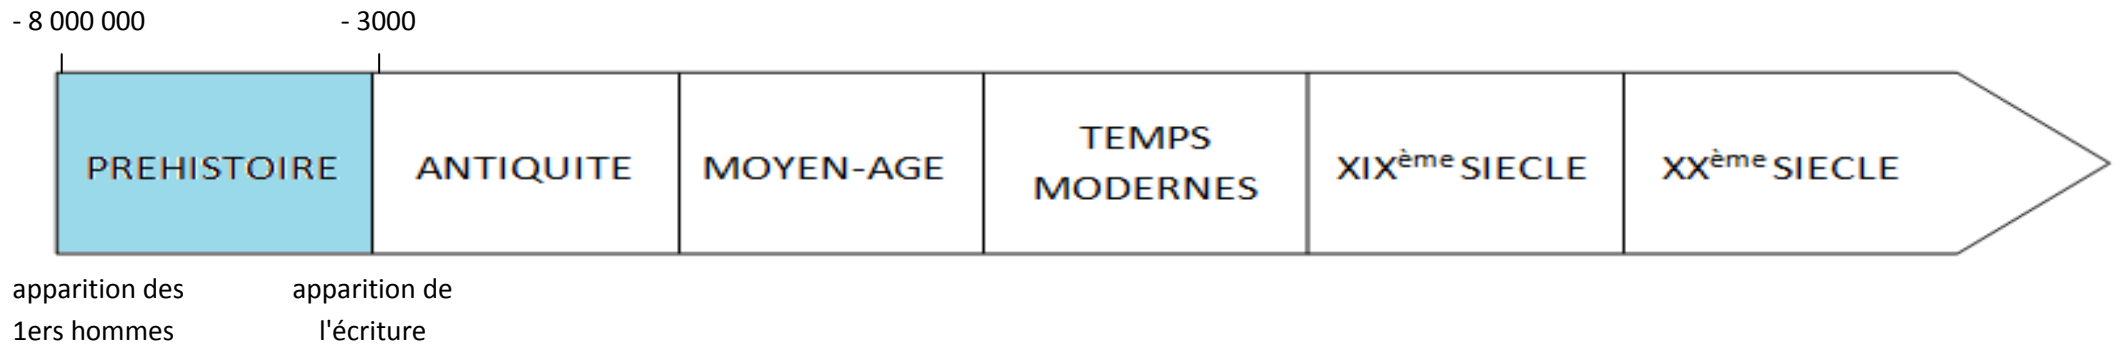 - 8 000 000
- 3000
PREHISTOIRE
ANTIQUITE
MOYEN-AGE
TEMPS
MODERNES
XIXème SIECLE
XXème SIECLE
apparition des
1ers hommes
apparition de
l'écriture